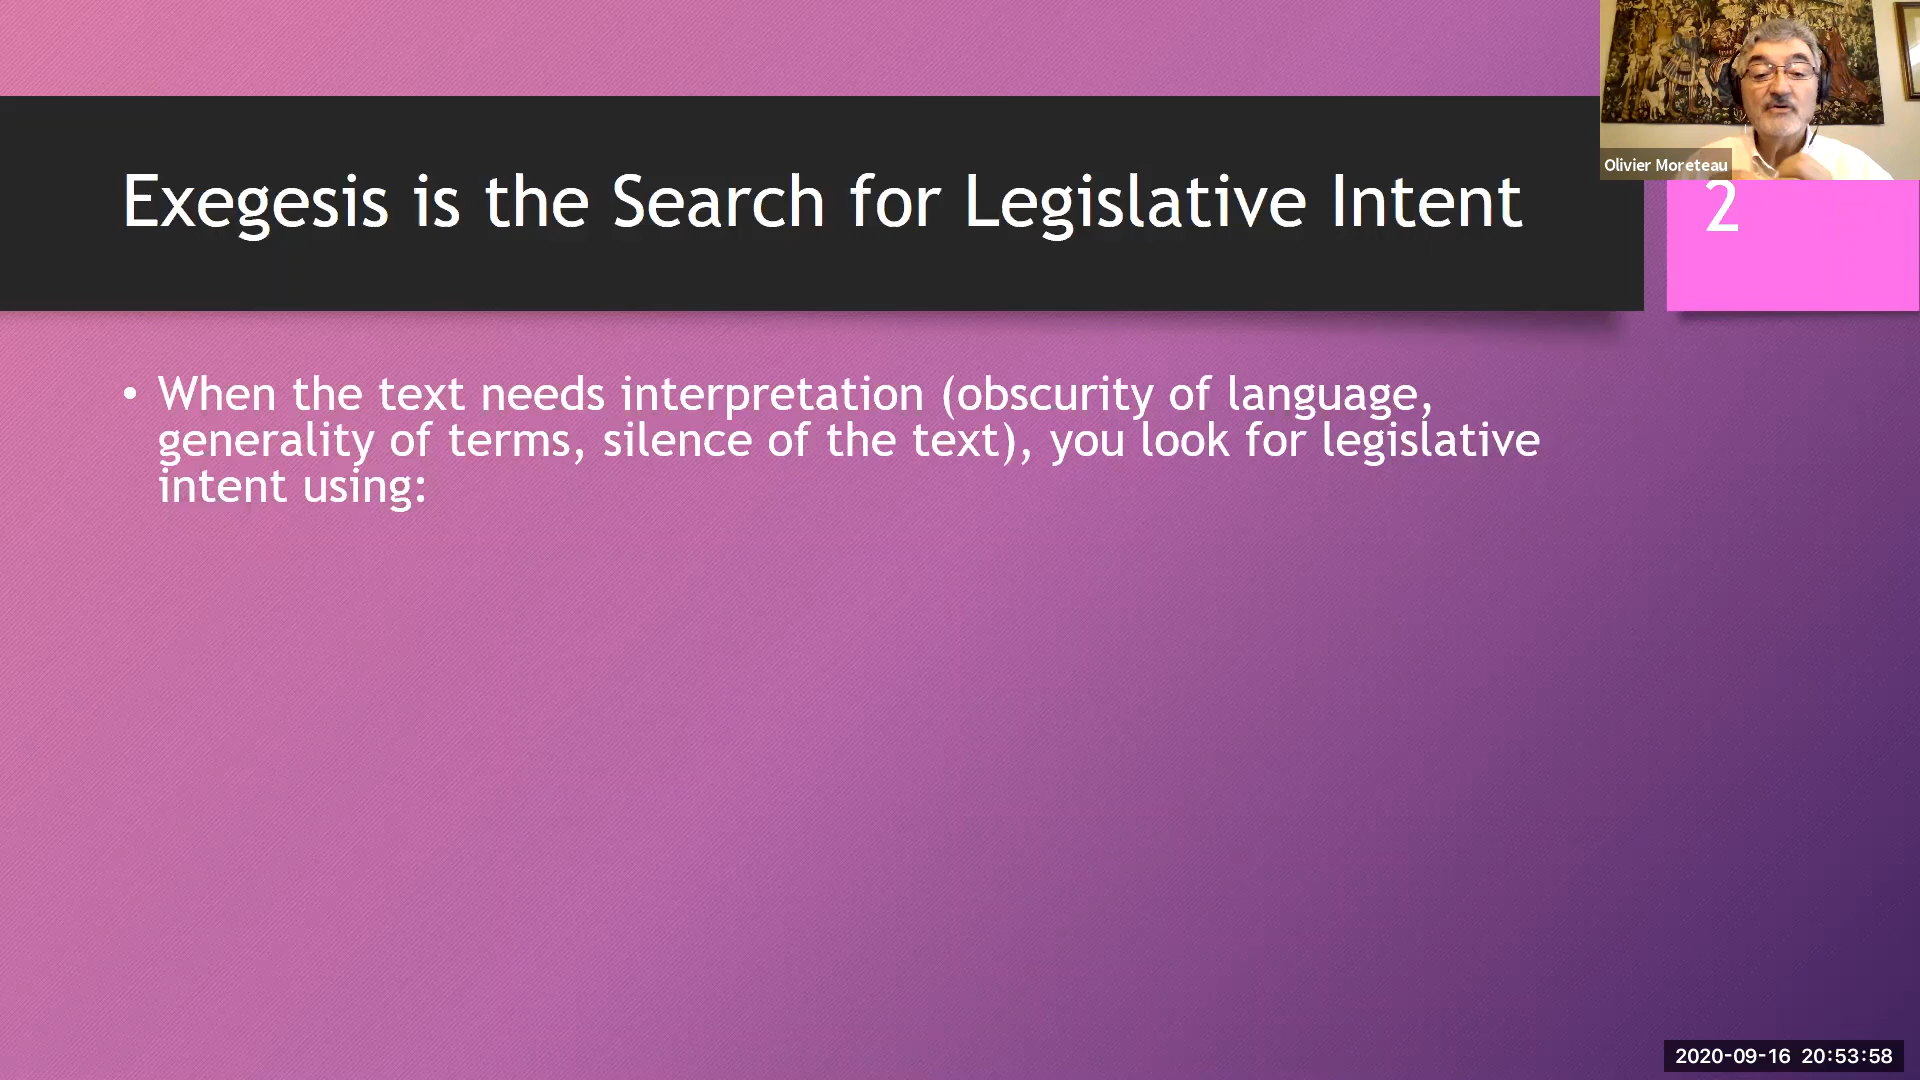 Olivier Moreteau
Exegesis is the Search for Legislative Intent
2
• When the text needs interpretation (obscurity of language,
generality of terms, silence of the text), you look for legislative
intent using:
2020-09-16 20:53:58